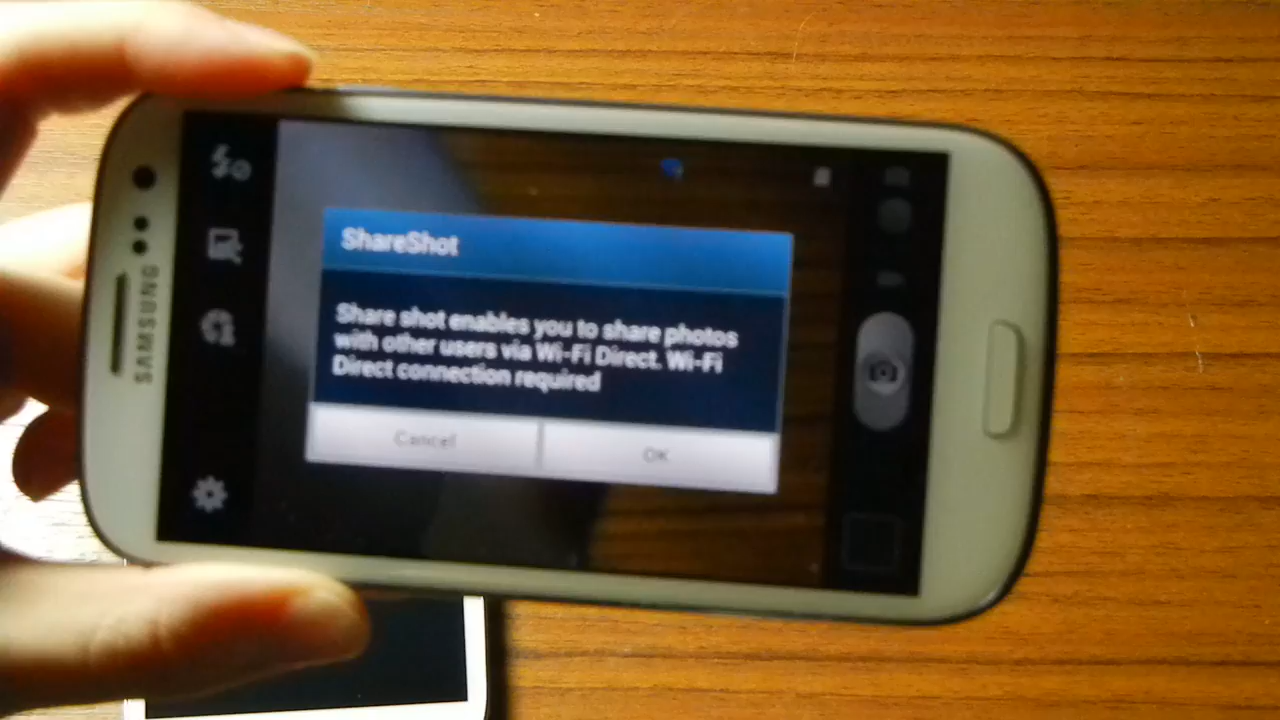 SAMSUNG
ShareShot
Share shot enables you to share photos
with other users via Wi-Fi Direct. Wi-Fi
Direct connection required
Cancel
OK